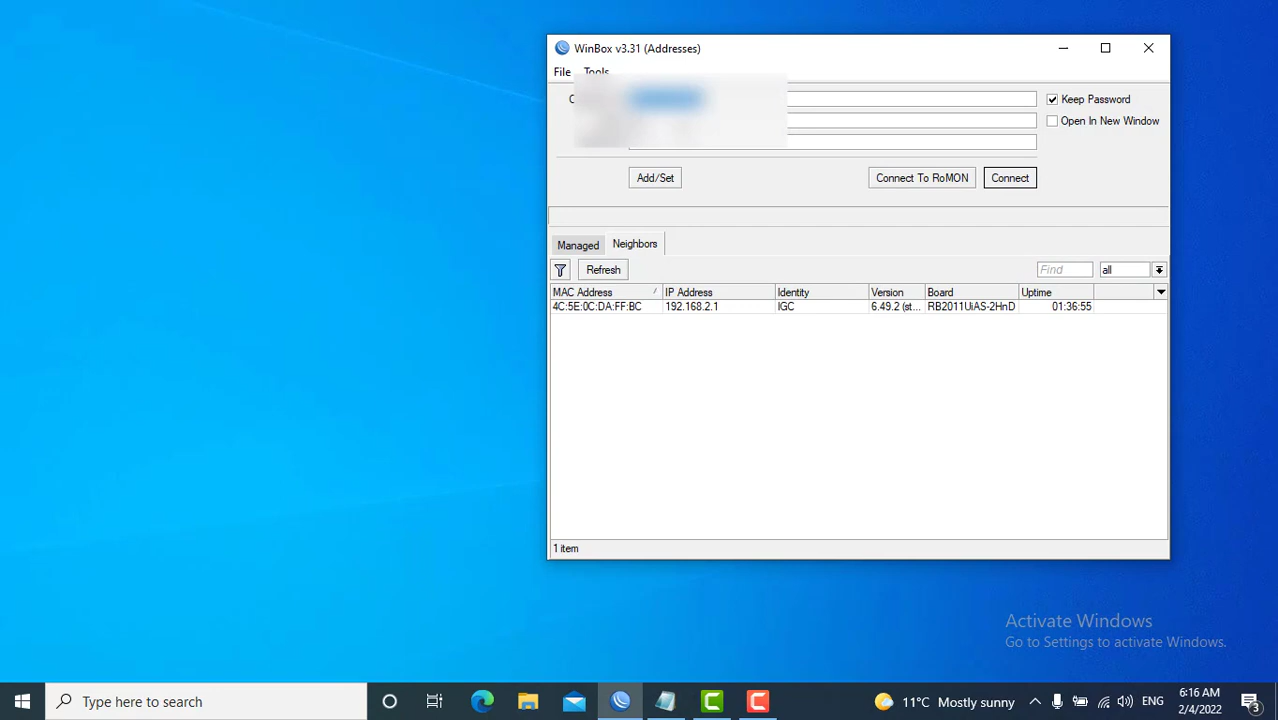 WinBox v3.31 (Addresses)
File Tools
Keep Password
Open In New Window
Add/Set Connect To RoMON Connect
Managed Neighbors
Refresh Find all
MAC Address / IP Address Identity Version Board Uptime
4C:5E:0C:DA:FF:BC 192.168.2.1 IGC 6.49.2 (st... RB2011UiAS-2HnD 01:36:55
1 item
Activate Windows
Go to Settings to activate Windows.
Type here to search 11°C Mostly sunny ENG 6:16 AM
2/4/2022 3